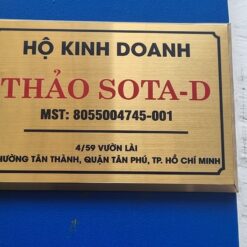 HỘ KINH DOANH
THẢO SOTA-D
MST: 8055004745-001
4/59 VƯỜN LÀI
HƯỜNG TÂN THÀNH, QUẬN TÂN PHÚ, TP. HỒ CHÍ MINH